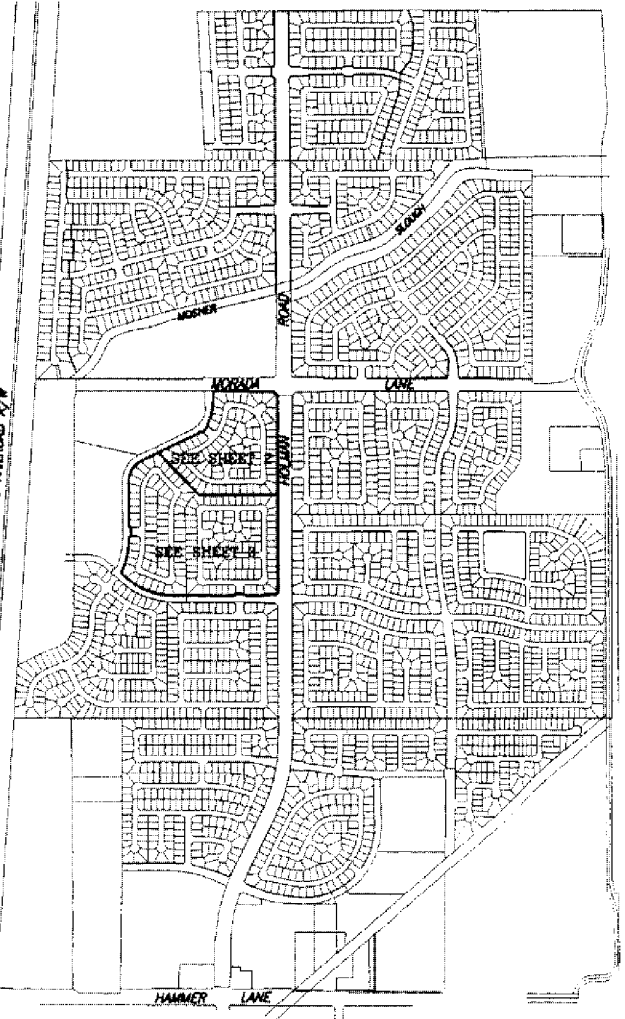 SLOUGH
MOSHER
ROAD
MORADA LANE
HOLMAN
SEE SHEET
SEE SHEET
R/W
HAMMER LANE